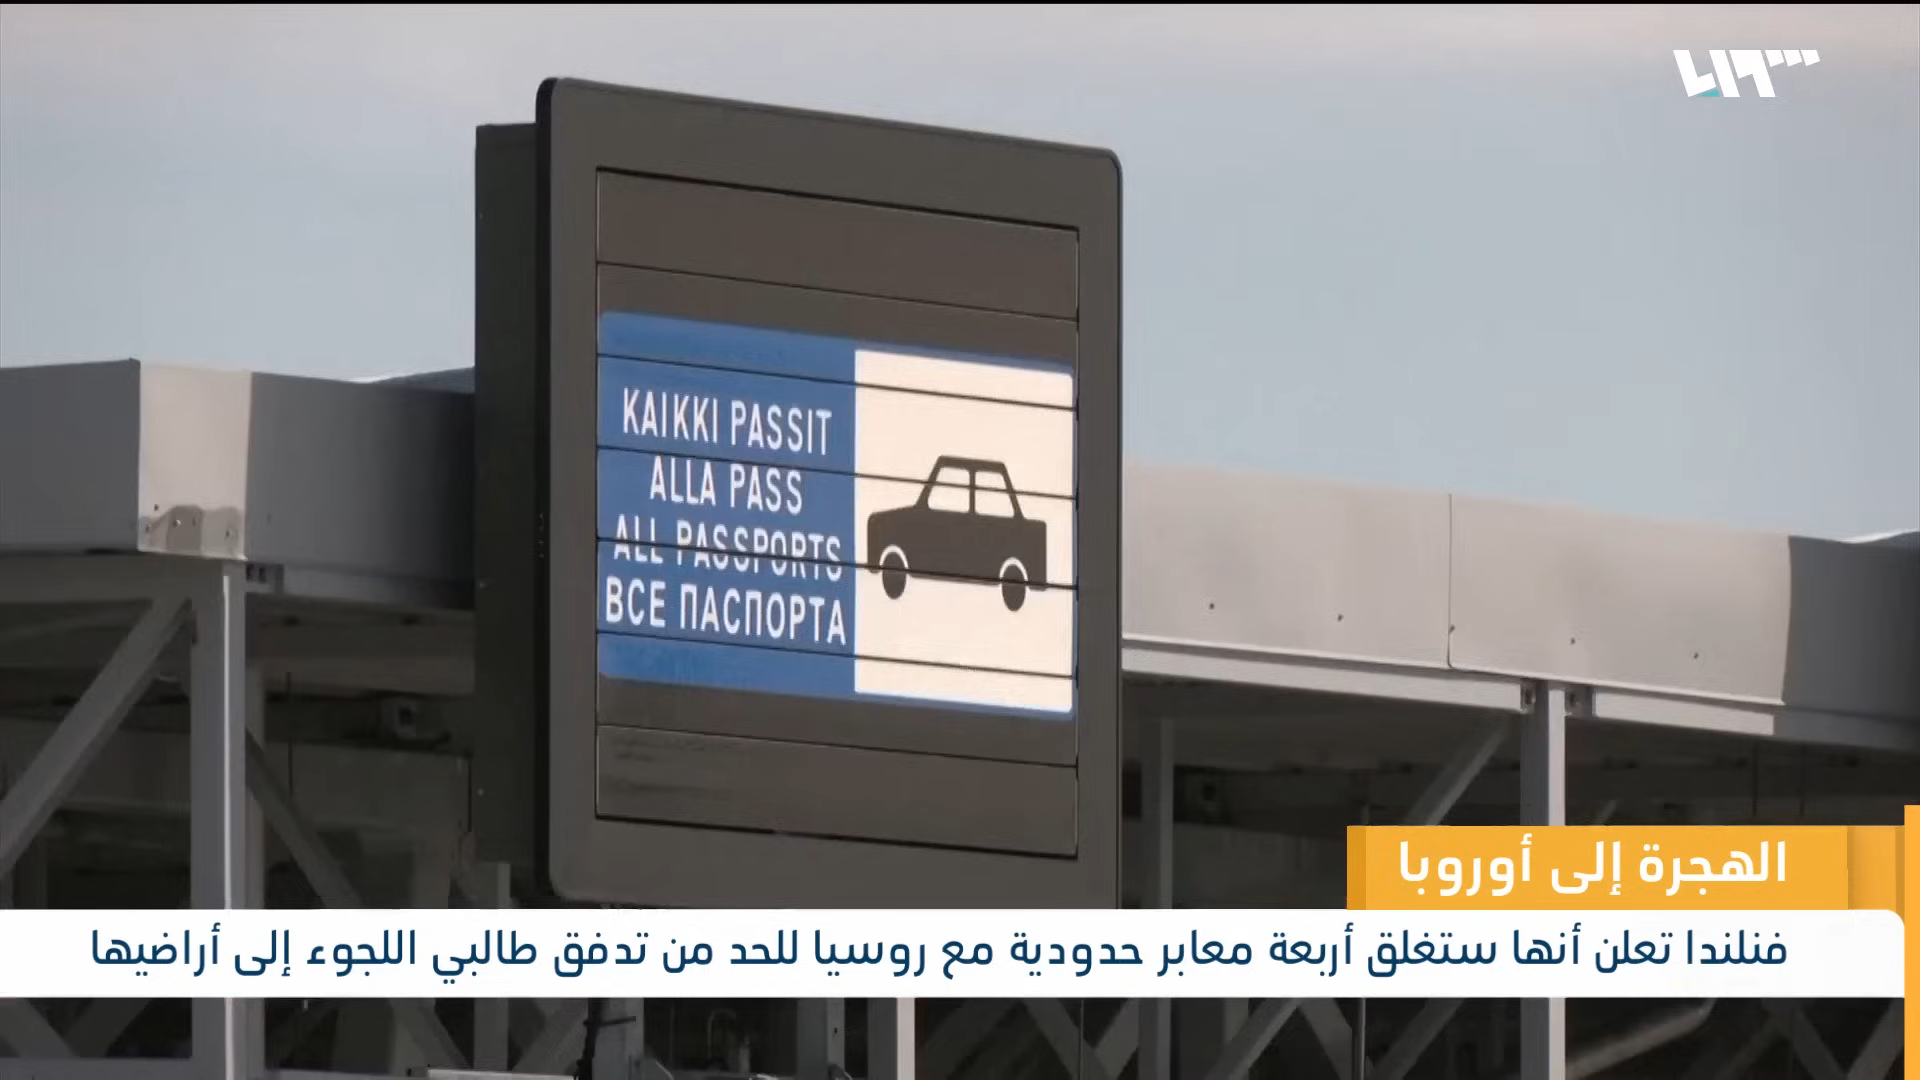 KAIKKI PASSIT
ALLA PASS
ALL PASSPORTS
ВСЕ ПАСПОРТА
الهجرة إلى أوروبا
فنلندا تعلن أنها ستغلق أربعة معابر حدودية مع روسيا للحد من تدفق طالبي اللجوء إلى أراضيها